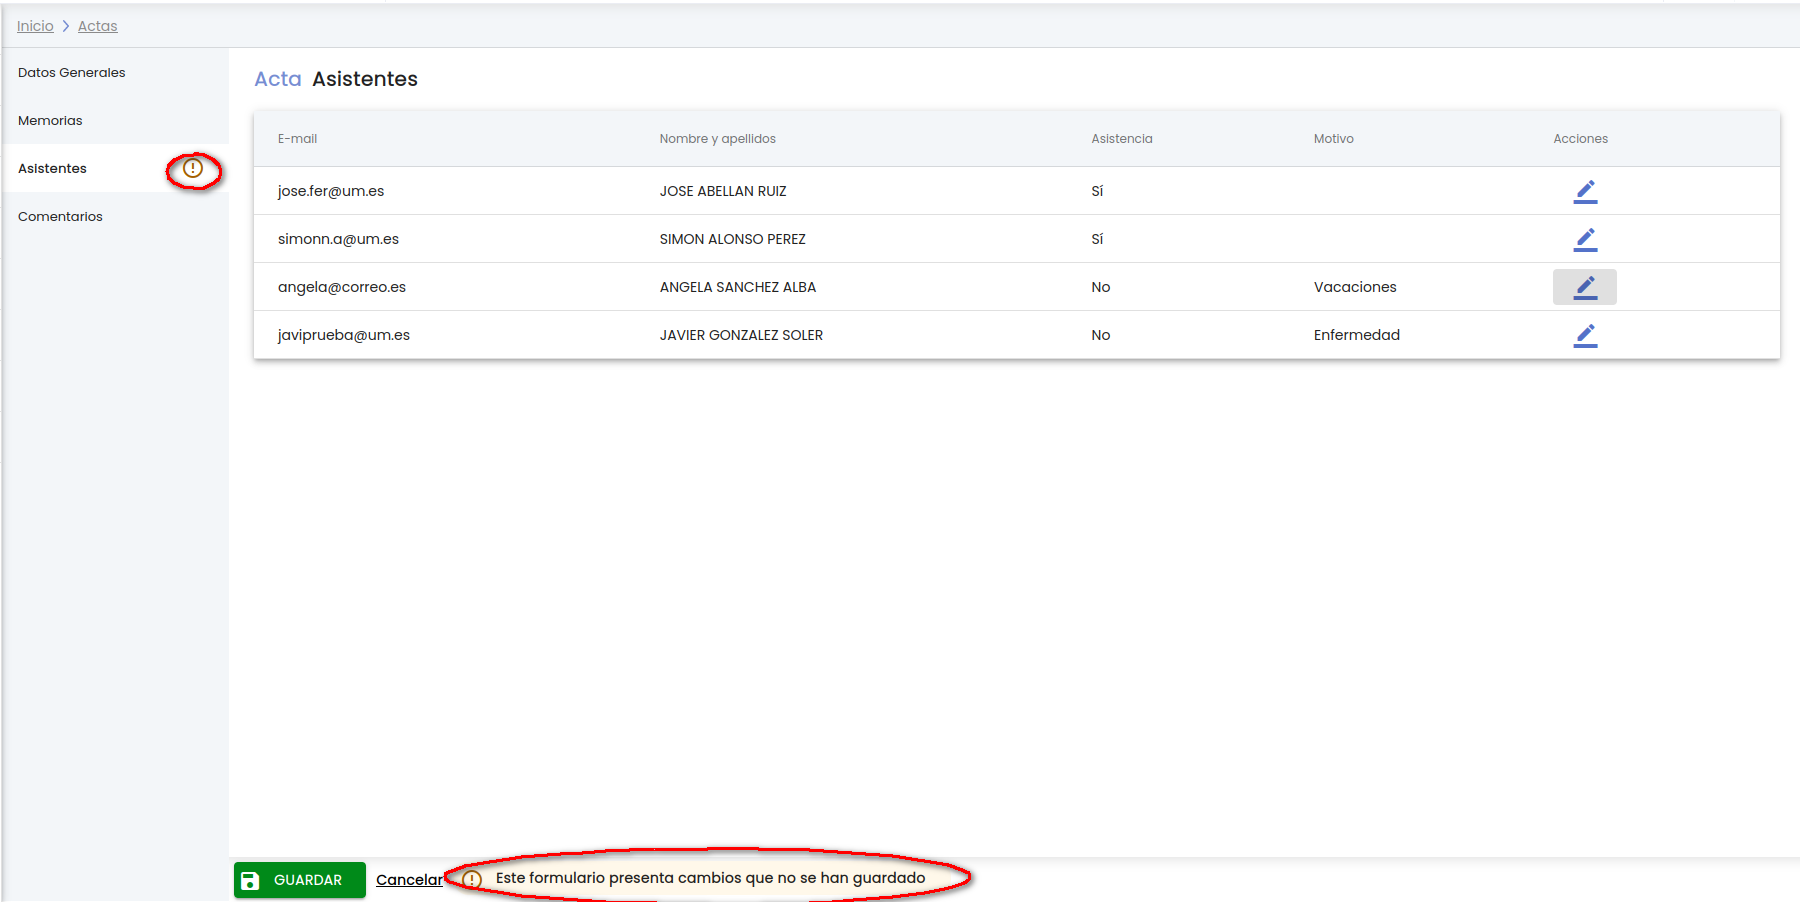 Inicio > Actas
Datos Generales
Memorias
Asistentes
Comentarios
Acta Asistentes
E-mail Nombre y apellidos Asistencia Motivo Acciones
jose.fer@um.es JOSE ABELLAN RUIZ Sí
simonn.a@um.es SIMON ALONSO PEREZ Sí
angela@correo.es ANGELA SANCHEZ ALBA No Vacaciones
javiprueba@um.es JAVIER GONZALEZ SOLER No Enfermedad
GUARDAR Cancelar Este formulario presenta cambios que no se han guardado